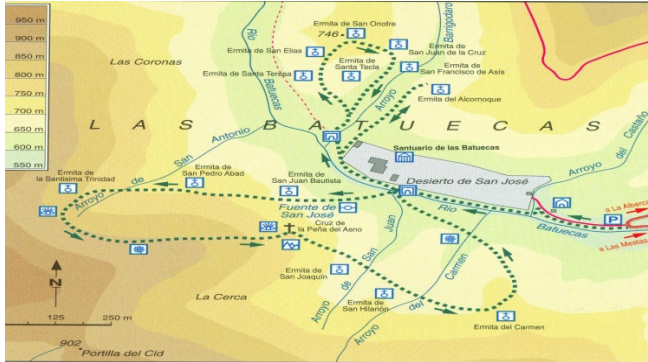 950 m
900 m
850 m
800 m
750 m
700 m
650 m
600 m
550 m
Las Coronas
Río
Batuecas
Ermita de San Onofre
746
Ermita de San Elías
Ermita de
Santa Tecla
Ermita de
San Juan
de la Cruz
Ermita de Santa Teresa
Ermita de
San Francisco de Asís
Arroyo
Barrigodaro
Ermita del Alcornoque
LAS BATUECAS
Santuario de las Batuecas
Desierto de San José
Arroyo
del
Castaño
Arroyo
de
San
Antonio
Ermita de
la Santísima Trinidad
Ermita de
San Pedro Abad
Ermita de
San Juan Bautista
Fuente de
San José
Cruz de
la Peña del Asno
Río
Batuecas
P
a La Alberca
a Las Mestas
Arroyo
de
San
Juan
Arroyo
del
Carmen
Ermita de
San Joaquín
Ermita de
San Hilarión
Ermita del Carmen
La Cerca
N
125
250 m
902
Portilla del Cid